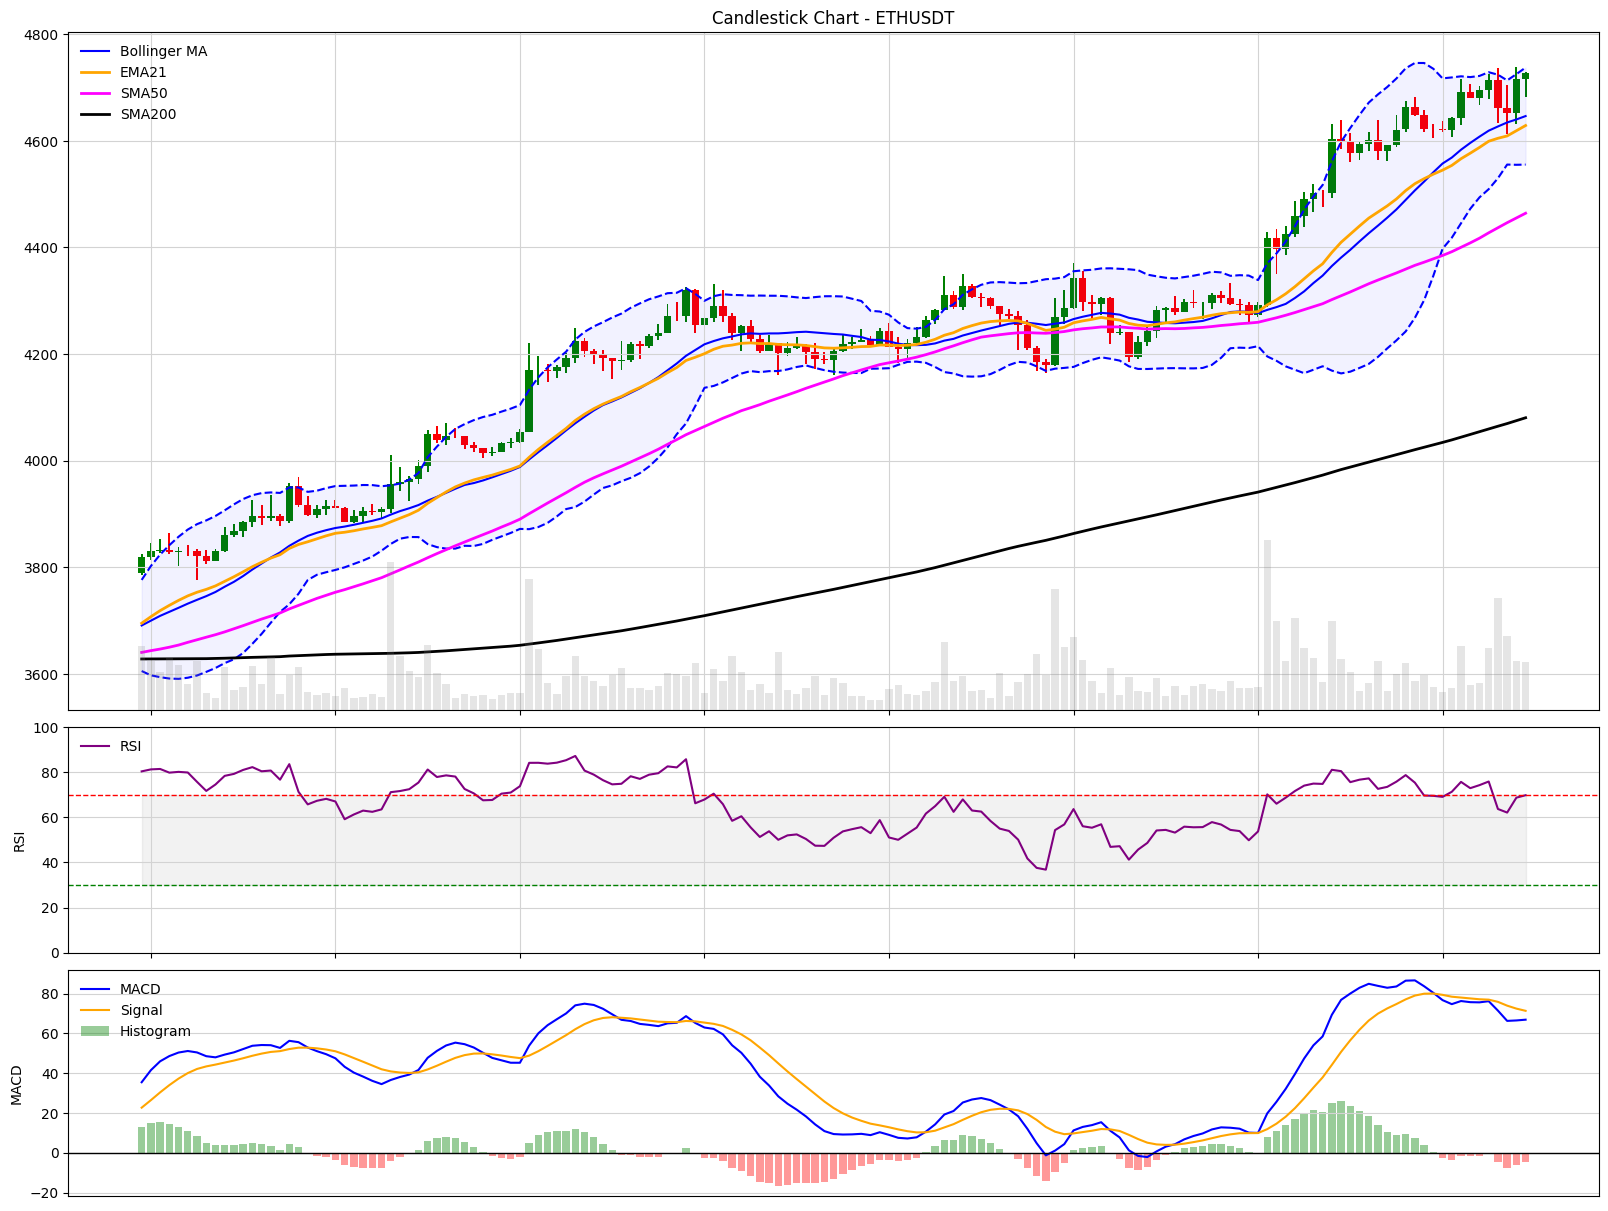 Candlestick Chart - ETHUSDT
Bollinger MA
EMA21
SMA50
SMA200
4800
4600
4400
4200
4000
3800
3600
RSI
RSI
100
80
60
40
20
0
MACD
Signal
Histogram
MACD
80
60
40
20
0
−20